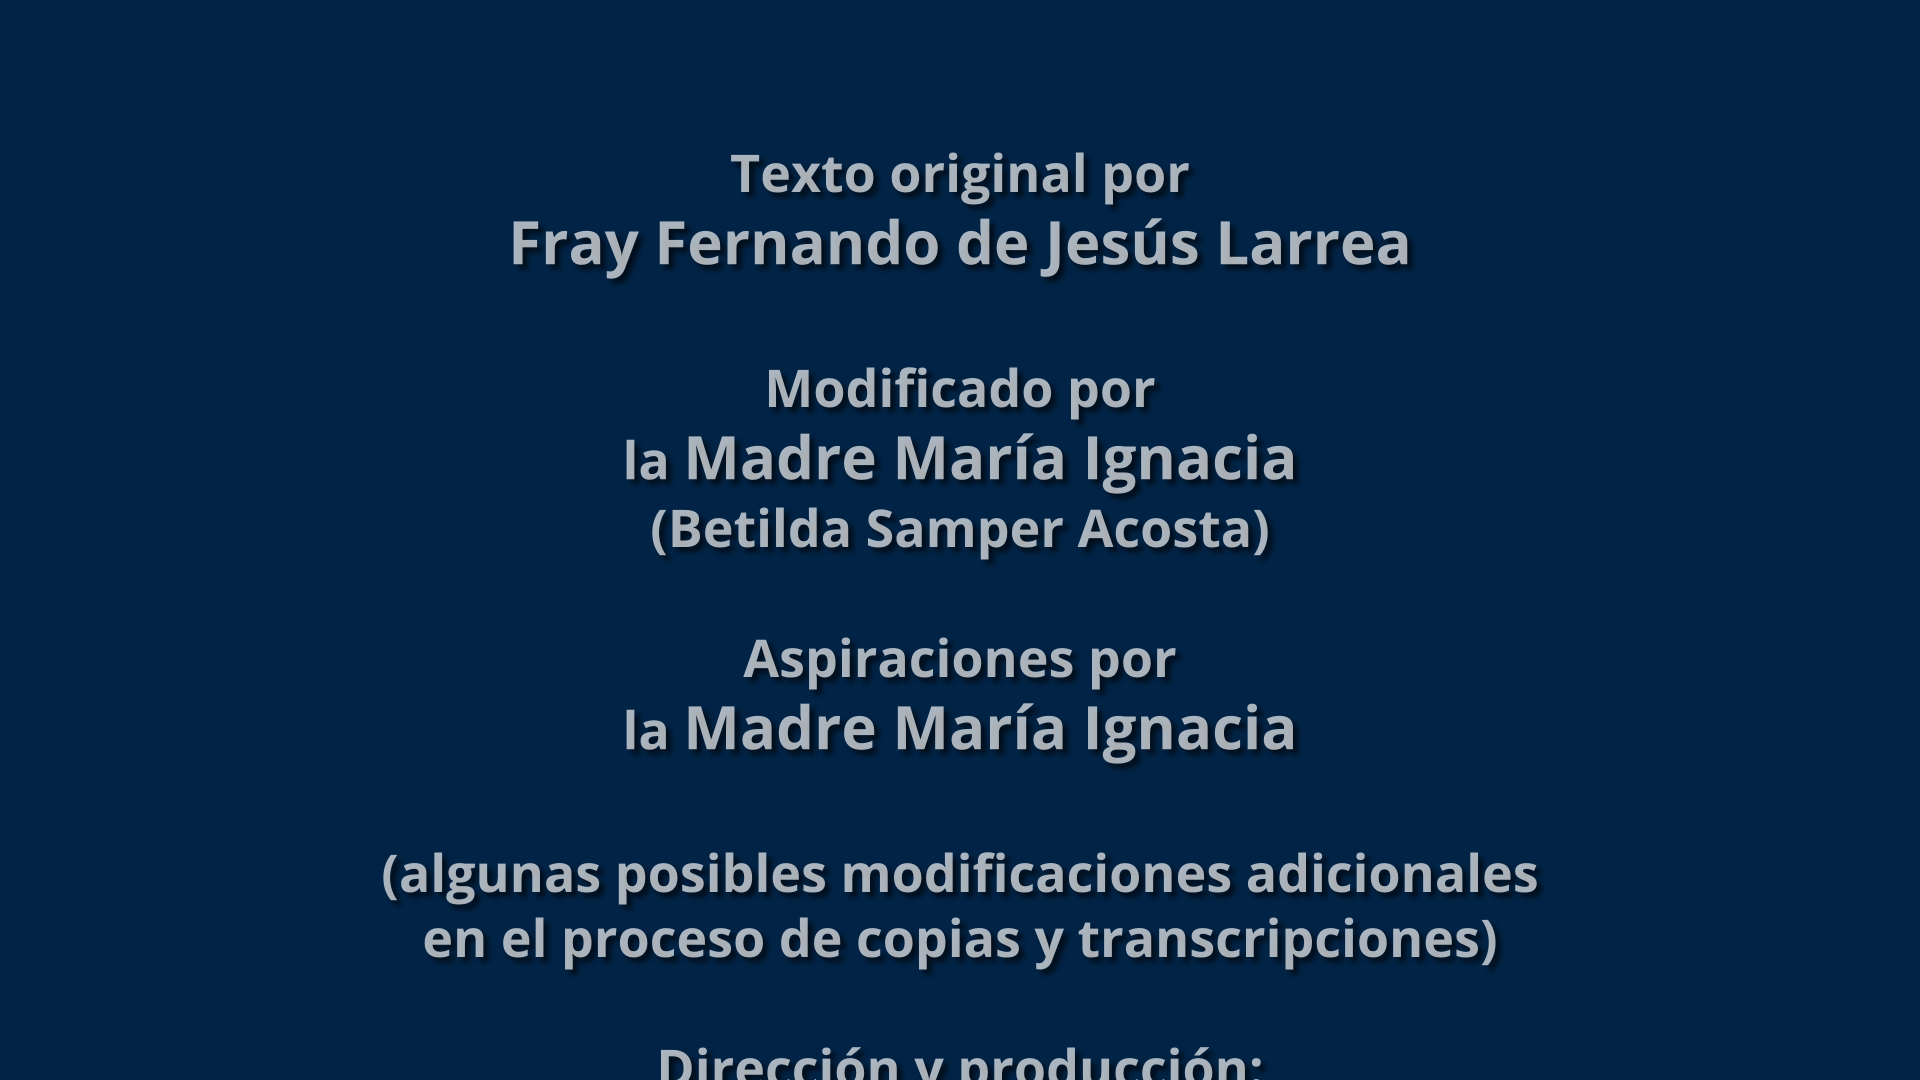 Texto original por
Fray Fernando de Jesús Larrea
Modificado por
la Madre María Ignacia
(Betilda Samper Acosta)
Aspiraciones por
la Madre María Ignacia
(algunas posibles modificaciones adicionales
en el proceso de copias y transcripciones)
Dirección y producción: